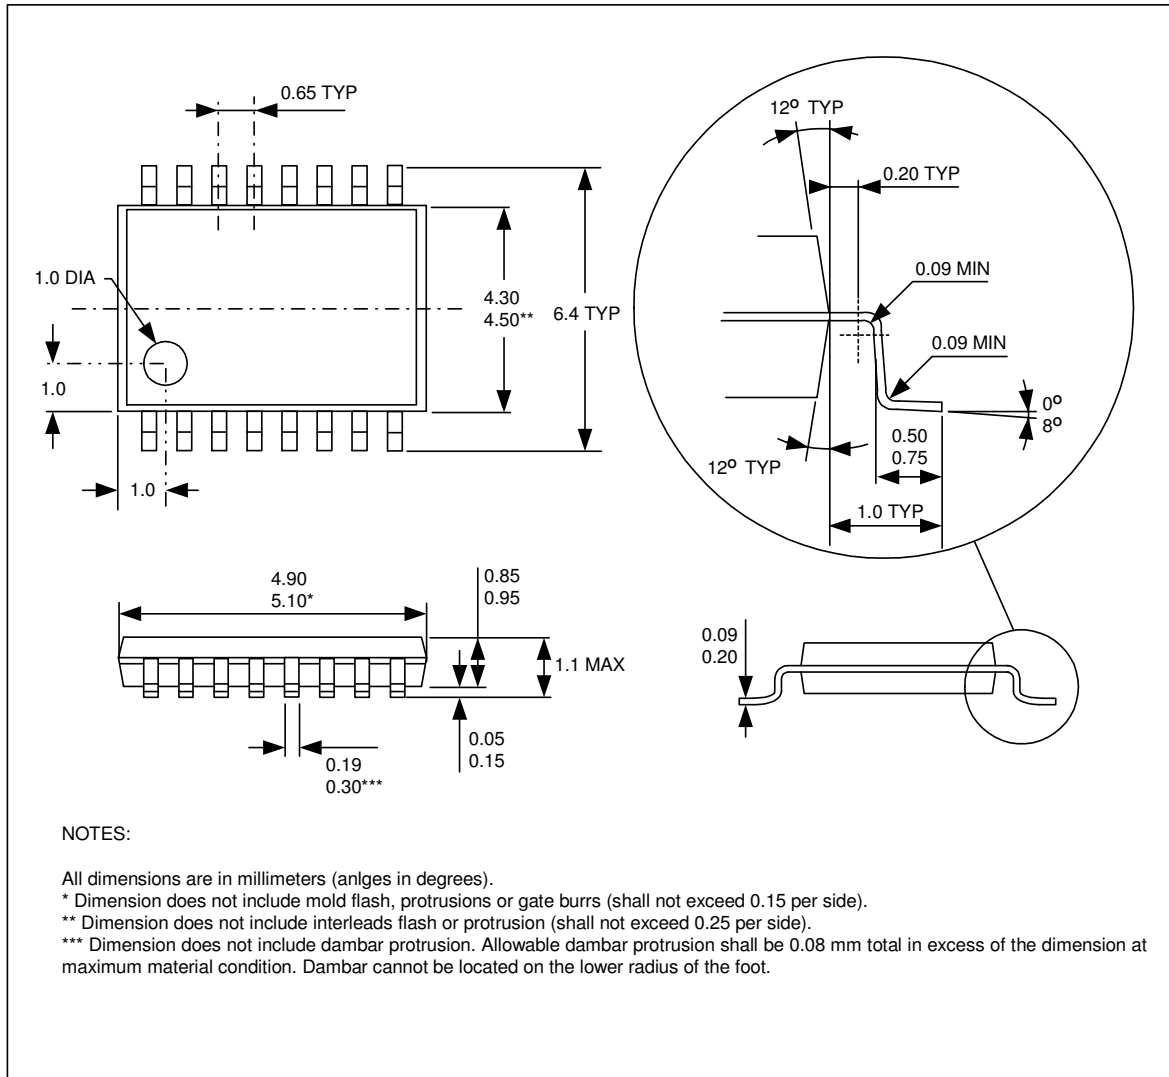 0.65 TYP
1.0 DIA
4.30
4.50**
6.4 TYP
1.0
1.0
12º TYP
0.20 TYP
0.09 MIN
0.09 MIN
0º
8º
0.50
0.75
12º TYP
1.0 TYP
4.90
5.10*
0.85
0.95
1.1 MAX
0.05
0.15
0.19
0.30***
0.09
0.20
NOTES:
All dimensions are in millimeters (anlges in degrees).
* Dimension does not include mold flash, protrusions or gate burrs (shall not exceed 0.15 per side).
** Dimension does not include interleads flash or protrusion (shall not exceed 0.25 per side).
*** Dimension does not include dambar protrusion. Allowable dambar protrusion shall be 0.08 mm total in excess of the dimension at
maximum material condition. Dambar cannot be located on the lower radius of the foot.